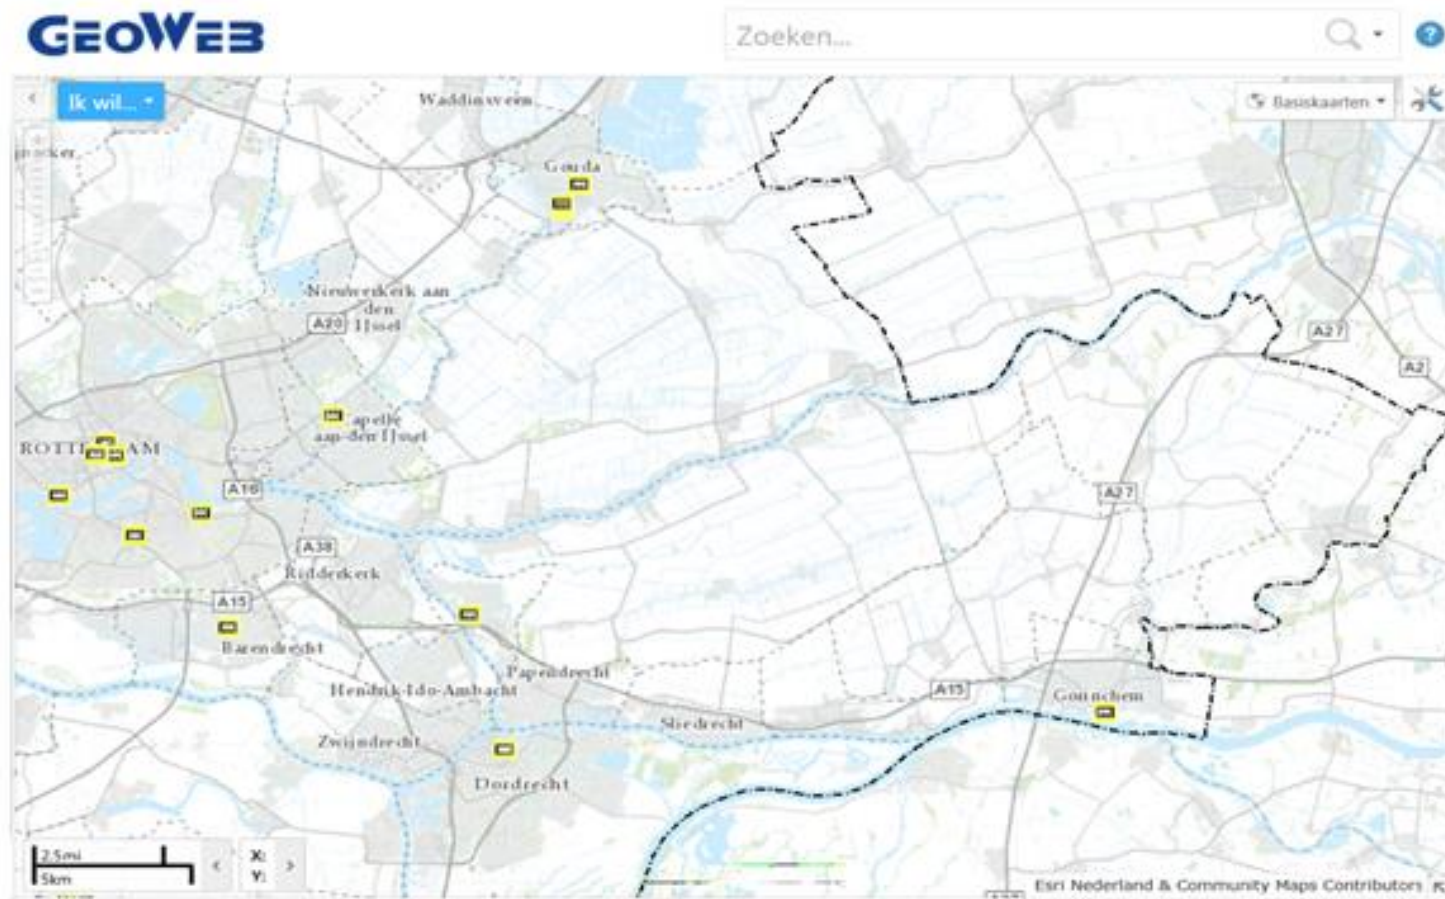 GEOWEB
Zoeken...
?
Ik wil...
Basiskaarten
Waddinxveen
Gouda
Nieuwerkerk aan
den
IJssel
A20
A27
A2
apelle
aan den IJssel
ROTT AM
A16
A27
A38
Ridderkerk
A15
Barendrecht
Papendrecht
Hendrik-Ido-Ambacht
A15
Gorinchem
Sliedrecht
Zwijndrecht
Dordrecht
2.5mi
5km
X:
Y:
Esri Nederland & Community Maps Contributors